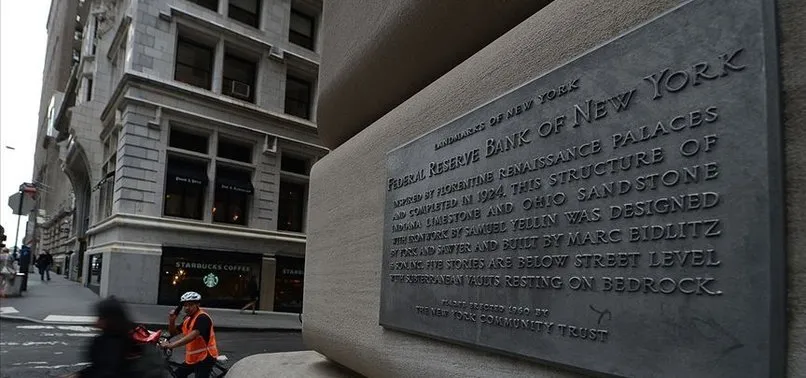 LANDMARKS OF NEW YORK
FEDERAL RESERVE BANK OF NEW YORK
INSPIRED BY FLORENTINE RENAISSANCE PALACES
AND COMPLETED IN 1924, THIS STRUCTURE OF
INDIANA LIMESTONE AND OHIO SANDSTONE
WITH IRONWORK BY SAMUEL YELLIN WAS DESIGNED
BY YORK AND SAWYER AND BUILT BY MARC EIDLITZ
& SON, INC. FIVE STORIES ARE BELOW STREET LEVEL
WITH SUBTERRANEAN VAULTS RESTING ON BEDROCK.
PLAQUE ERECTED 1960 BY
THE NEW YORK COMMUNITY TRUST
STARBUCKS COFFEE
STARBUCKS